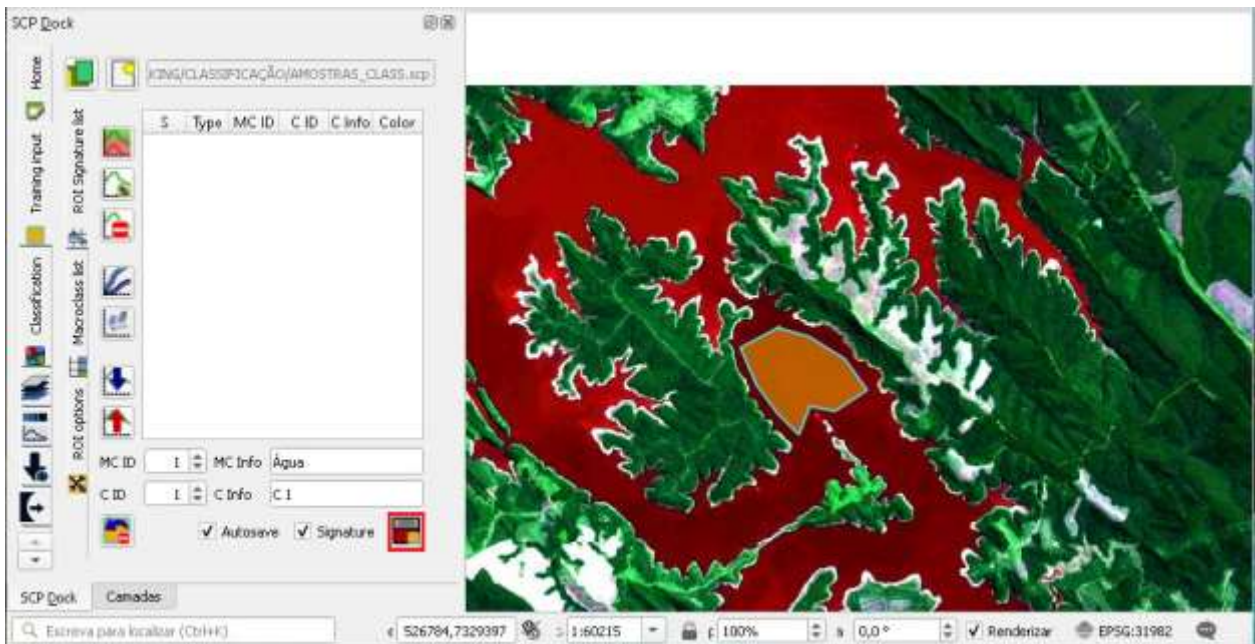 SCP Dock
Home
Training input
Classification
ROI Signature list
Macroclass list
ROI options
KING/CLASSIFICAÇÃO/AMOSTRAS_CLASS.scp
S Type MC ID C ID C Info Color
MC ID 1 MC Info Água
C ID 1 C Info C 1
Autosave Signature
SCP Dock Camadas
Escreva para localizar (Ctrl+K) 526784,7329397 1:60215 100% 0,0 ° Renderizar EPSG:31982